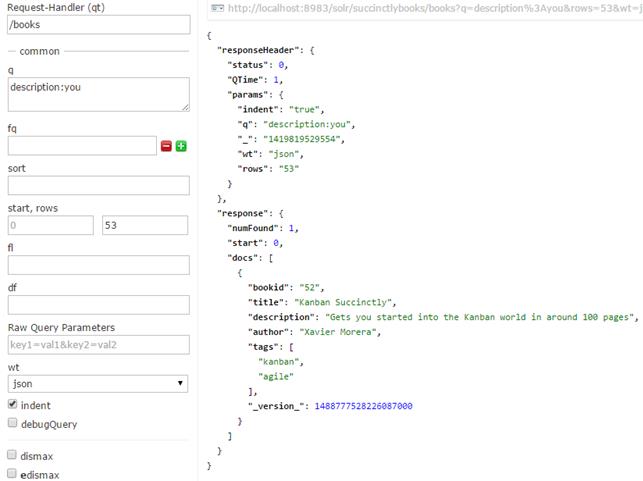 Request-Handler (qt)
/books
common
q
description:you
fq
sort
start, rows
0
53
fl
df
Raw Query Parameters
key1=val1&key2=val2
wt
json
indent
debugQuery
dismax
edismax
http://localhost:8983/solr/succinctlybooks/books?q=description%3Ayou&rows=53&wt=j
{
"responseHeader": {
"status": 0,
"QTime": 1,
"params": {
"indent": "true",
"q": "description:you",
"_": "1419819529554",
"wt": "json",
"rows": "53"
}
},
"response": {
"numFound": 1,
"start": 0,
"docs": [
{
"bookid": "52",
"title": "Kanban Succinctly",
"description": "Gets you started into the Kanban world in around 100 pages",
"author": "Xavier Morera",
"tags": [
"kanban",
"agile"
],
"_version_": 1488777528226087000
}
]
}
}